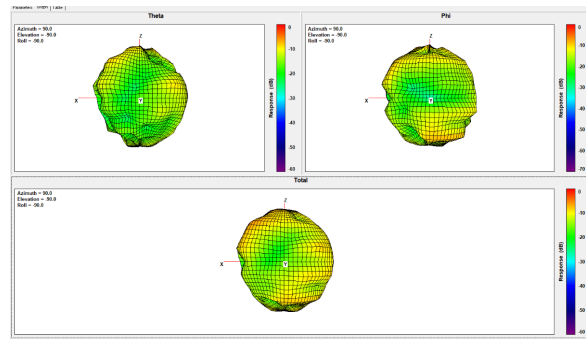 Parameters Graph Table
Theta
Azimuth = 90.0
Elevation = -90.0
Roll = -90.0
Z
X
Y
0
-10
-20
-30
-40
-50
-60
Response (dB)
Phi
Azimuth = 90.0
Elevation = -90.0
Roll = -90.0
Z
X
Y
0
-10
-20
-30
-40
-50
-60
-70
Response (dB)
Total
Azimuth = 90.0
Elevation = -90.0
Roll = -90.0
Z
X
Y
0
-10
-20
-30
-40
-50
-60
Response (dB)